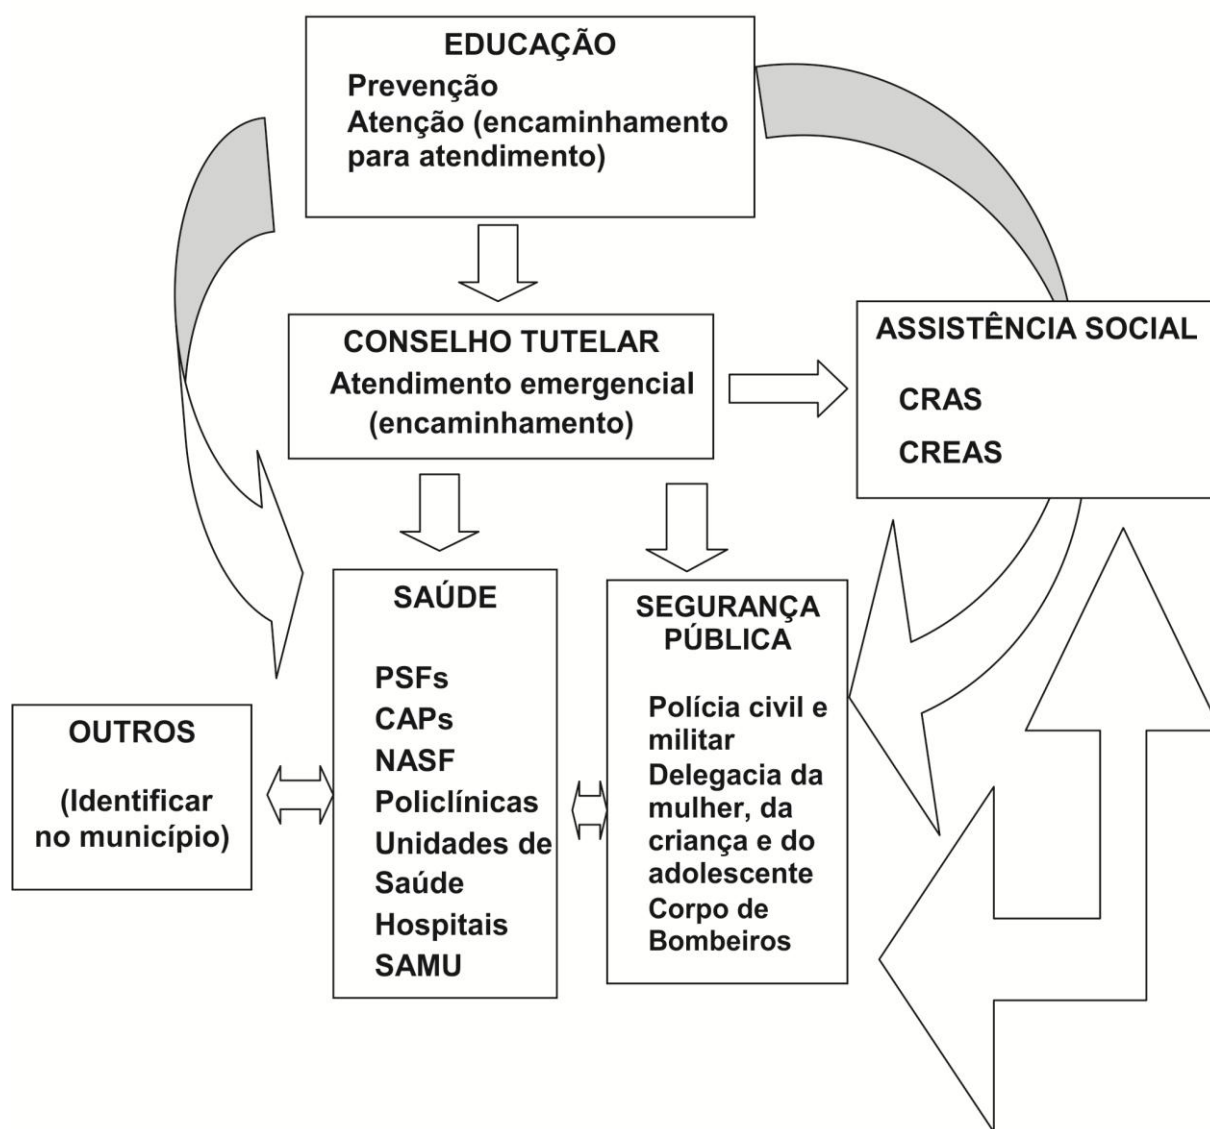 EDUCAÇÃO
Prevenção
Atenção (encaminhamento
para atendimento)
CONSELHO TUTELAR
Atendimento emergencial
(encaminhamento)
ASSISTÊNCIA SOCIAL
CRAS
CREAS
SAÚDE
PSFs
CAPs
NASF
Policlínicas
Unidades de
Saúde
Hospitais
SAMU
SEGURANÇA
PÚBLICA
Polícia civil e
militar
Delegacia da
mulher, da
criança e do
adolescente
Corpo de
Bombeiros
OUTROS
(Identificar
no município)